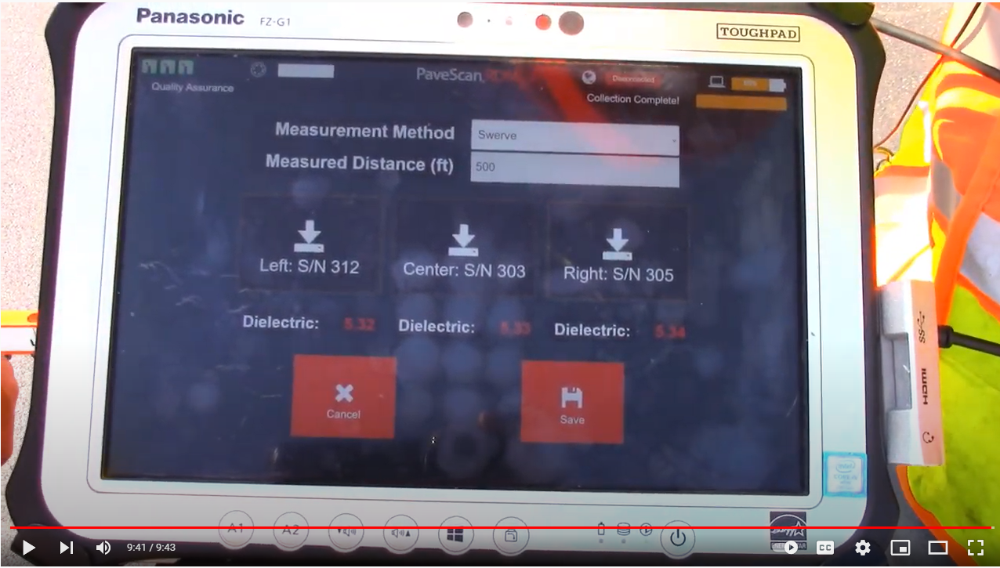 Panasonic FZ-G1
TOUGHPAD
PaveScan
Disconnected
Quality Assurance
Collection Complete!
Measurement Method Swerve
Measured Distance (ft) 500
Left: S/N 312
Center: S/N 303
Right: S/N 305
Dielectric: 5.32 Dielectric: 5.33 Dielectric: 5.34
Cancel
Save
HDMI
A1 A2
9:41 / 9:43
CC